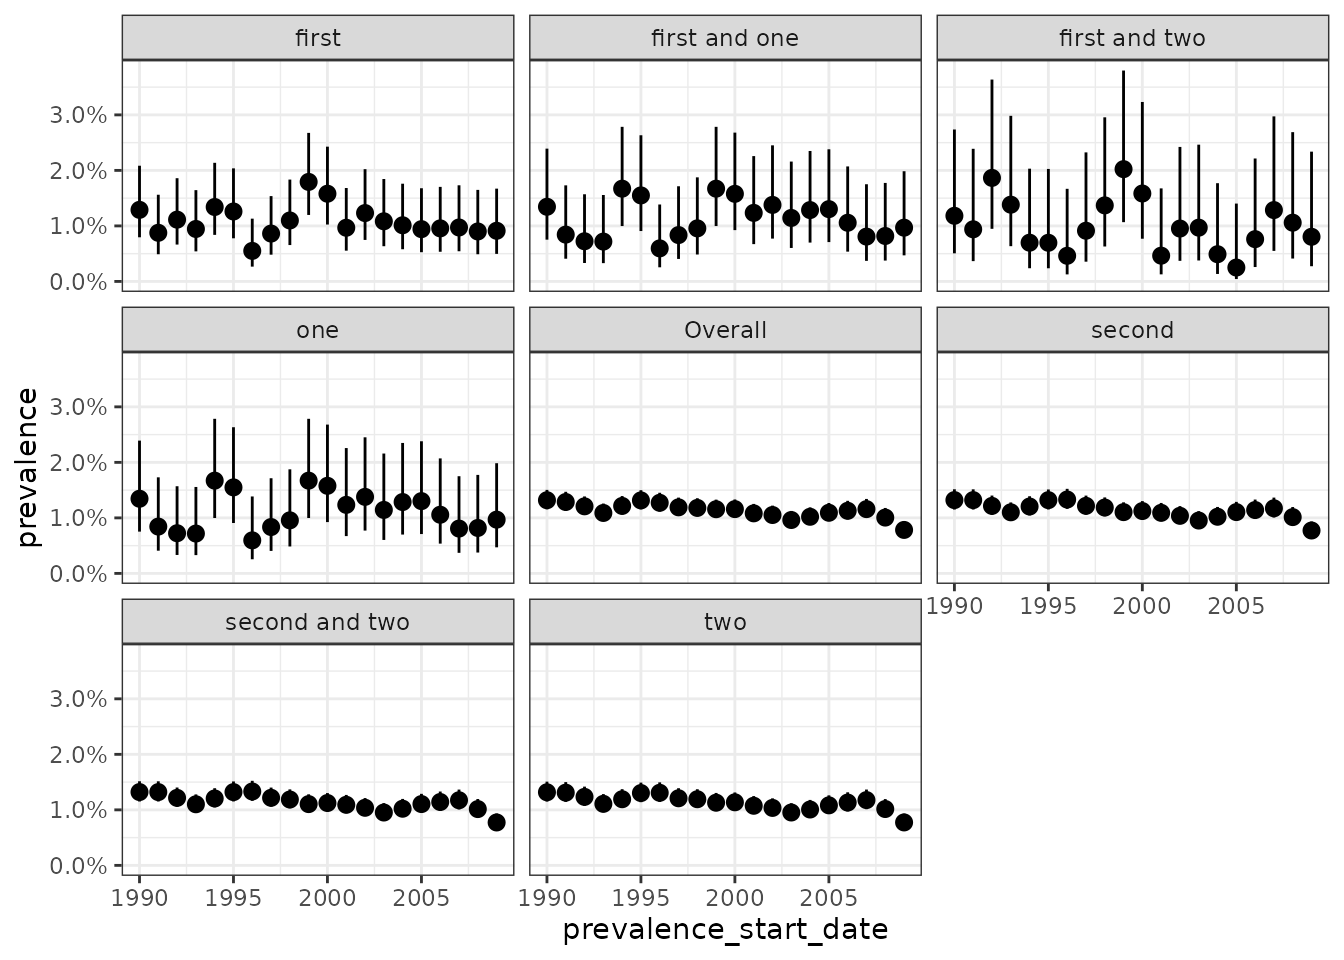 first
first and one
first and two
3.0%
2.0%
1.0%
0.0%
one
Overall
second
prevalence
3.0%
2.0%
1.0%
0.0%
1990 1995 2000 2005
second and two
two
3.0%
2.0%
1.0%
0.0%
1990 1995 2000 2005
1990 1995 2000 2005
prevalence_start_date